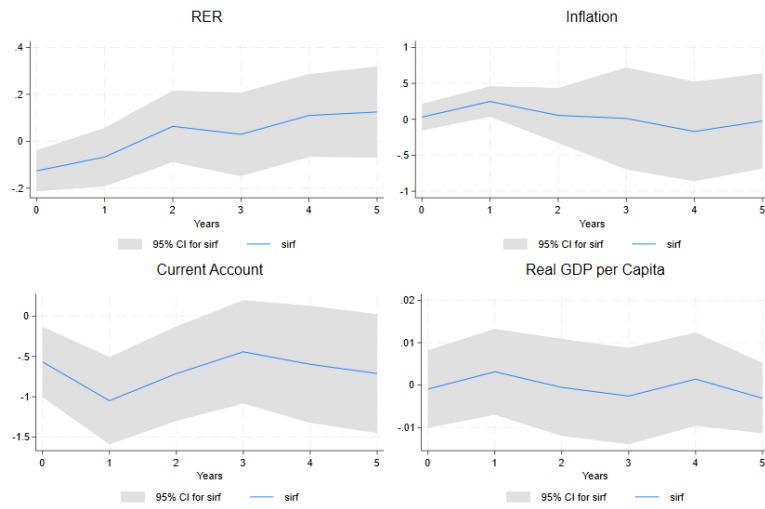 RER
.4
.2
0
-.2
0 1 2 3 4 5
Years
95% CI for sirf sirf
Inflation
1
.5
0
-.5
-1
0 1 2 3 4 5
Years
95% CI for sirf sirf
Current Account
0
-.5
-1
-1.5
0 1 2 3 4 5
Years
95% CI for sirf sirf
Real GDP per Capita
.02
.01
0
-.01
0 1 2 3 4 5
Years
95% CI for sirf sirf